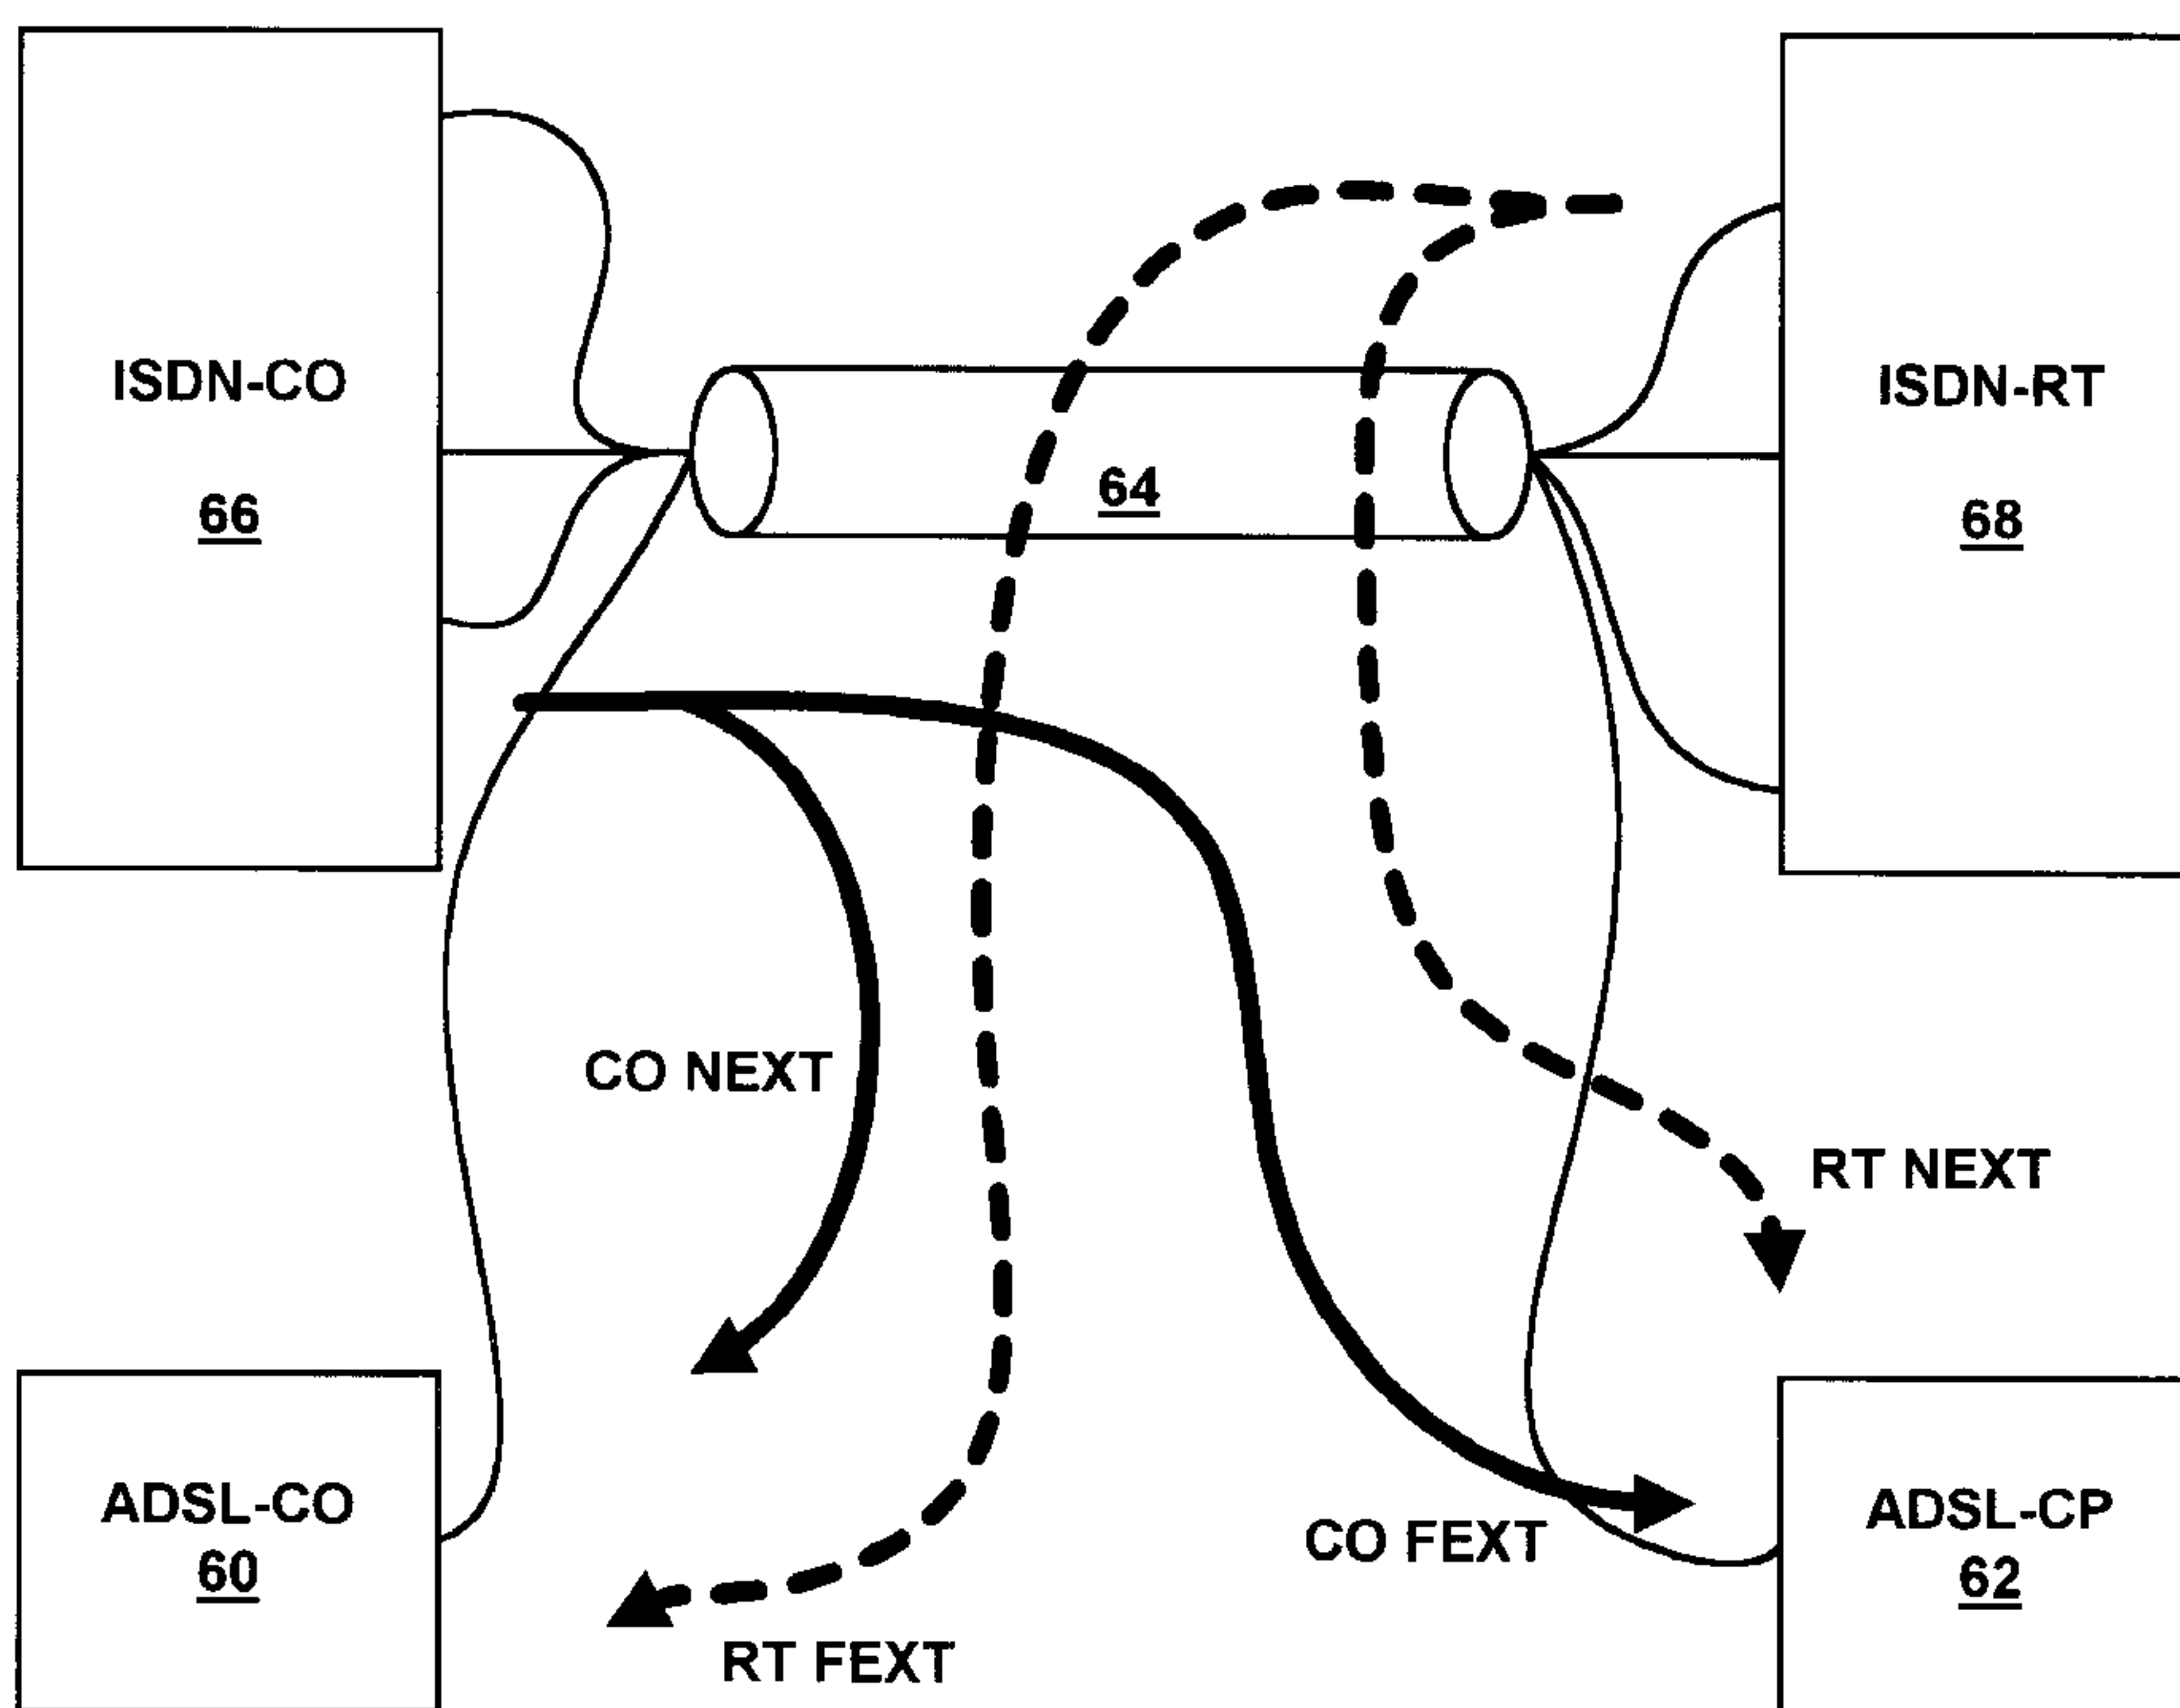 ISDN-CO
66
64
ISDN-RT
68
CO NEXT
RT NEXT
ADSL-CO
60
RT FEXT
CO FEXT
ADSL-CP
62